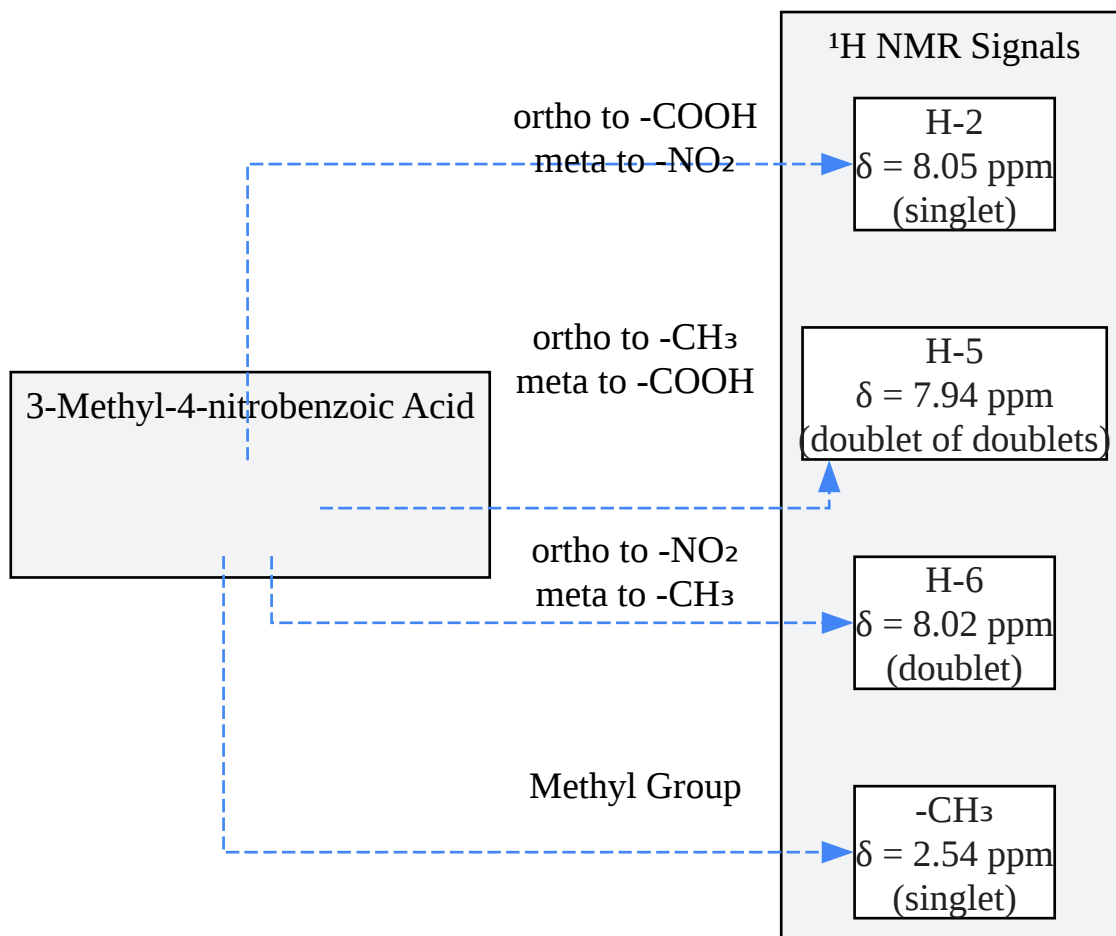 ¹H NMR Signals
ortho to -COOH
meta to -NO₂
H-2
δ = 8.05 ppm
(singlet)
ortho to -CH₃
meta to -COOH
H-5
δ = 7.94 ppm
(doublet of doublets)
3-Methyl-4-nitrobenzoic Acid
ortho to -NO₂
meta to -CH₃
H-6
δ = 8.02 ppm
(doublet)
Methyl Group
-CH₃
δ = 2.54 ppm
(singlet)